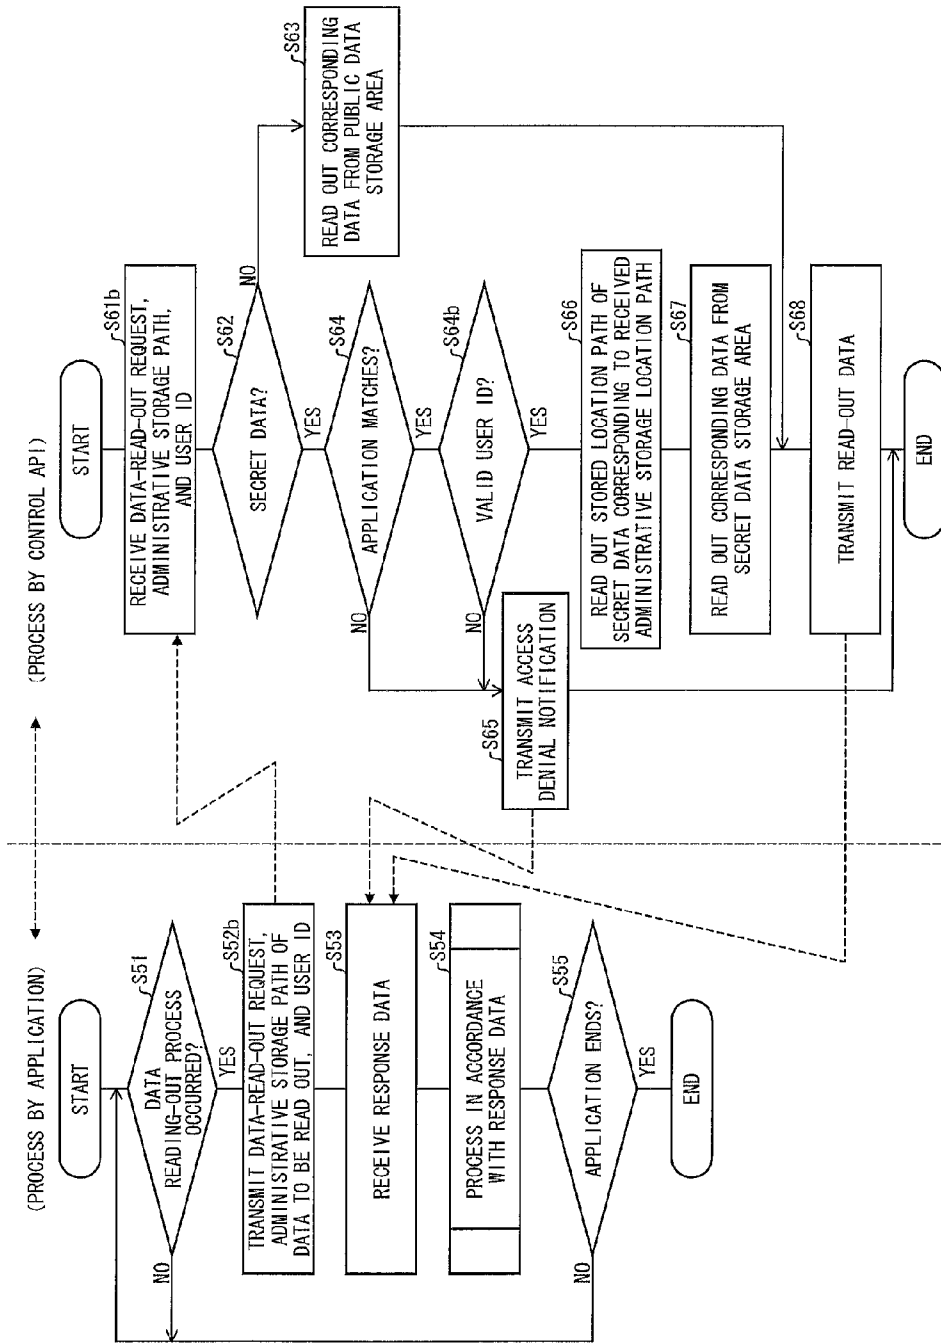 (PROCESS BY APPLICATION)
START
S51
DATA
READING-OUT PROCESS
OCCURRED?
NO
YES
S52b
TRANSMIT DATA-READ-OUT REQUEST,
ADMINISTRATIVE STORAGE PATH OF
DATA TO BE READ OUT, AND USER ID
S53
RECEIVE RESPONSE DATA
S54
PROCESS IN ACCORDANCE
WITH RESPONSE DATA
S55
APPLICATION ENDS?
NO
YES
END
(PROCESS BY CONTROL API)
START
S61b
RECEIVE DATA-READ-OUT REQUEST,
ADMINISTRATIVE STORAGE PATH,
AND USER ID
S62
SECRET DATA?
NO
YES
S63
READ OUT CORRESPONDING
DATA FROM PUBLIC DATA
STORAGE AREA
S64
APPLICATION MATCHES?
NO
YES
S64b
VALID USER ID?
NO
YES
S65
TRANSMIT ACCESS
DENIAL NOTIFICATION
S66
READ OUT STORED LOCATION PATH OF
SECRET DATA CORRESPONDING TO RECEIVED
ADMINISTRATIVE STORAGE LOCATION PATH
S67
READ OUT CORRESPONDING DATA FROM
SECRET DATA STORAGE AREA
S68
TRANSMIT READ-OUT DATA
END